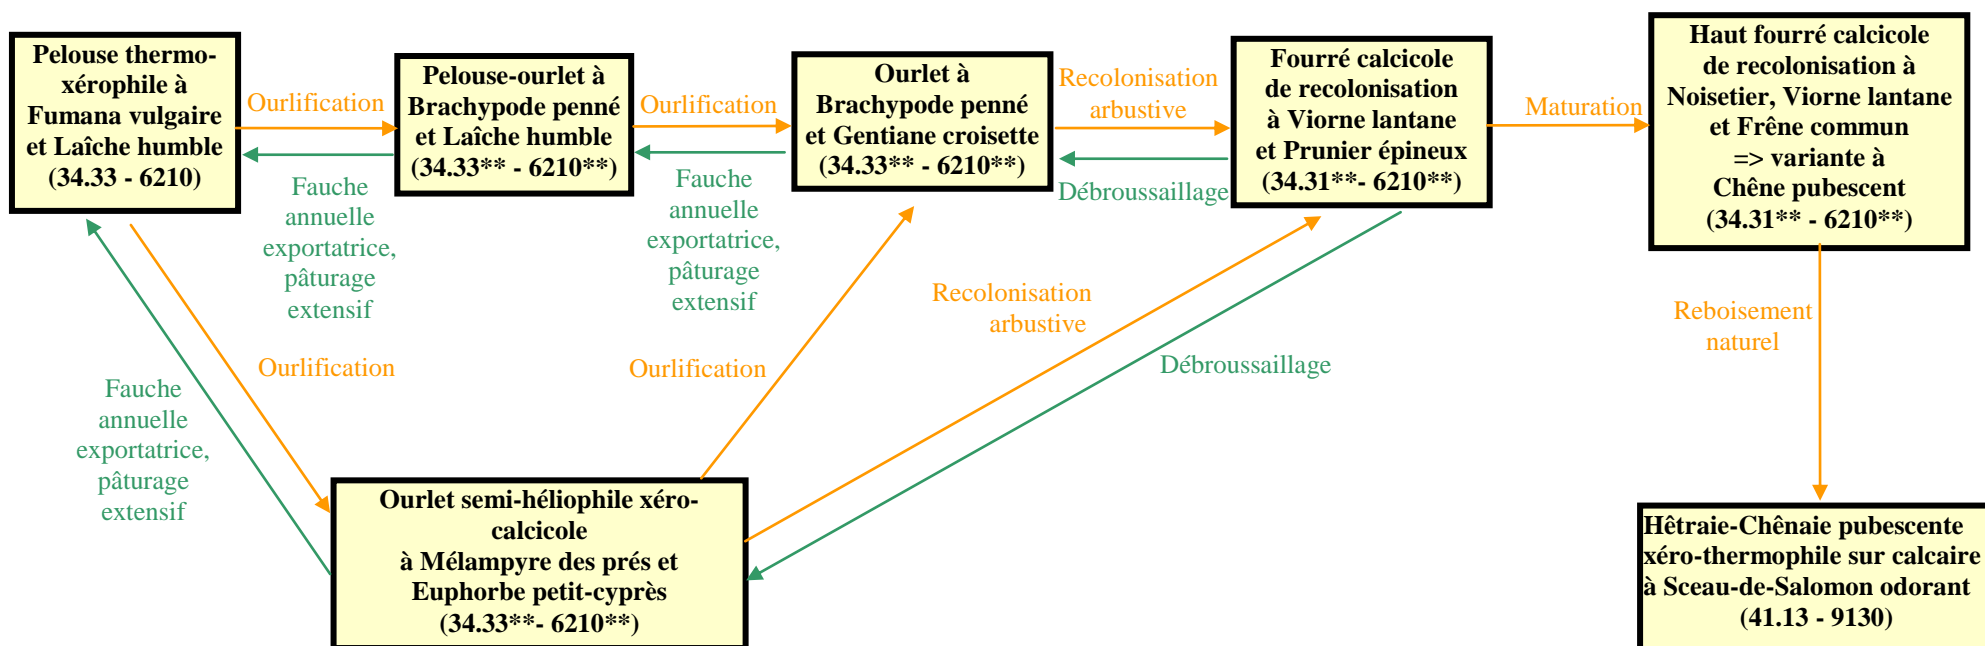 Pelouse thermo-
xérophile à
Fumana vulgaire
et Laîche humble
(34.33 - 6210)
Ourlification
Fauche
annuelle
exportatrice,
pâturage
extensif
Pelouse-ourlet à
Brachypode penné
et Laîche humble
(34.33** - 6210**)
Ourlification
Fauche
annuelle
exportatrice,
pâturage
extensif
Ourlet à
Brachypode penné
et Gentiane croisette
(34.33** - 6210**)
Recolonisation
arbustive
Débroussaillage
Fourré calcicole
de recolonisation
à Viorne lantane
et Prunier épineux
(34.31**- 6210**)
Maturation
Haut fourré calcicole
de recolonisation à
Noisetier, Viorne lantane
et Frêne commun
=> variante à
Chêne pubescent
(34.31** - 6210**)
Ourlification
Fauche
annuelle
exportatrice,
pâturage
extensif
Ourlification
Recolonisation
arbustive
Débroussaillage
Reboisement
naturel
Ourlet semi-héliophile xéro-
calcicole
à Mélampyre des prés et
Euphorbe petit-cyprès
(34.33**- 6210**)
Hêtraie-Chênaie pubescente
xéro-thermophile sur calcaire
à Sceau-de-Salomon odorant
(41.13 - 9130)